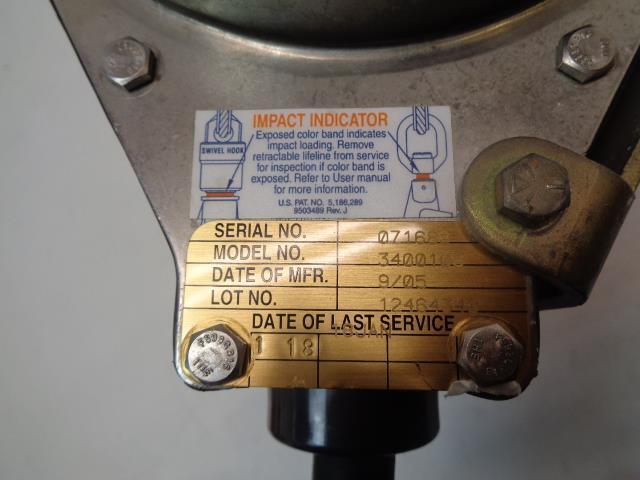 IMPACT INDICATOR
Exposed color band indicates
impact loading. Remove
retractable lifeline from service
for inspection if color band is
exposed. Refer to User manual
for more information.
U.S. PAT. NO. 5,186,289
9503489 Rev. J
SWIVEL HOOK
SERIAL NO.
MODEL NO.
DATE OF MFR. 9/05
LOT NO.
DATE OF LAST SERVICE
1 18